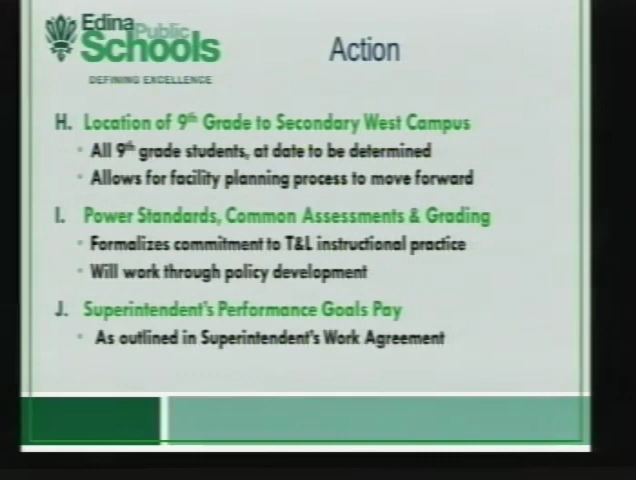 Edina
Public
Schools
DEFINING EXCELLENCE
Action
H. Location of 9th Grade to Secondary West Campus
• All 9th grade students, at date to be determined
• Allows for facility planning process to move forward
I. Power Standards, Common Assessments & Grading
• Formalizes commitment to T&L instructional practice
• Will work through policy development
J. Superintendent's Performance Goals Pay
• As outlined in Superintendent's Work Agreement